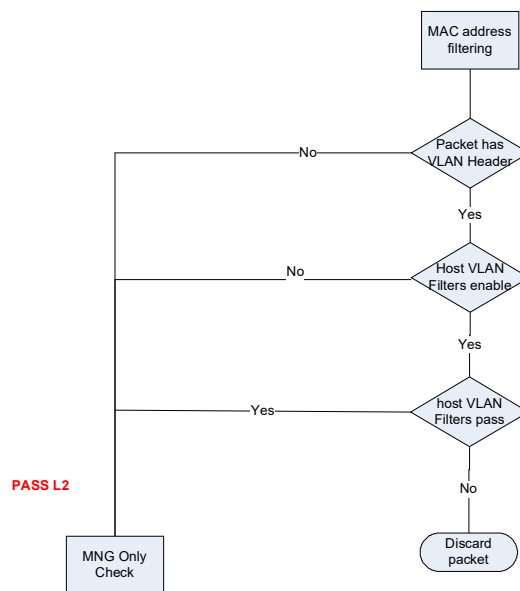 MAC address
filtering
Packet has
VLAN Header
No
Yes
Host VLAN
Filters enable
No
Yes
host VLAN
Filters pass
Yes
No
PASS L2
MNG Only
Check
Discard
packet